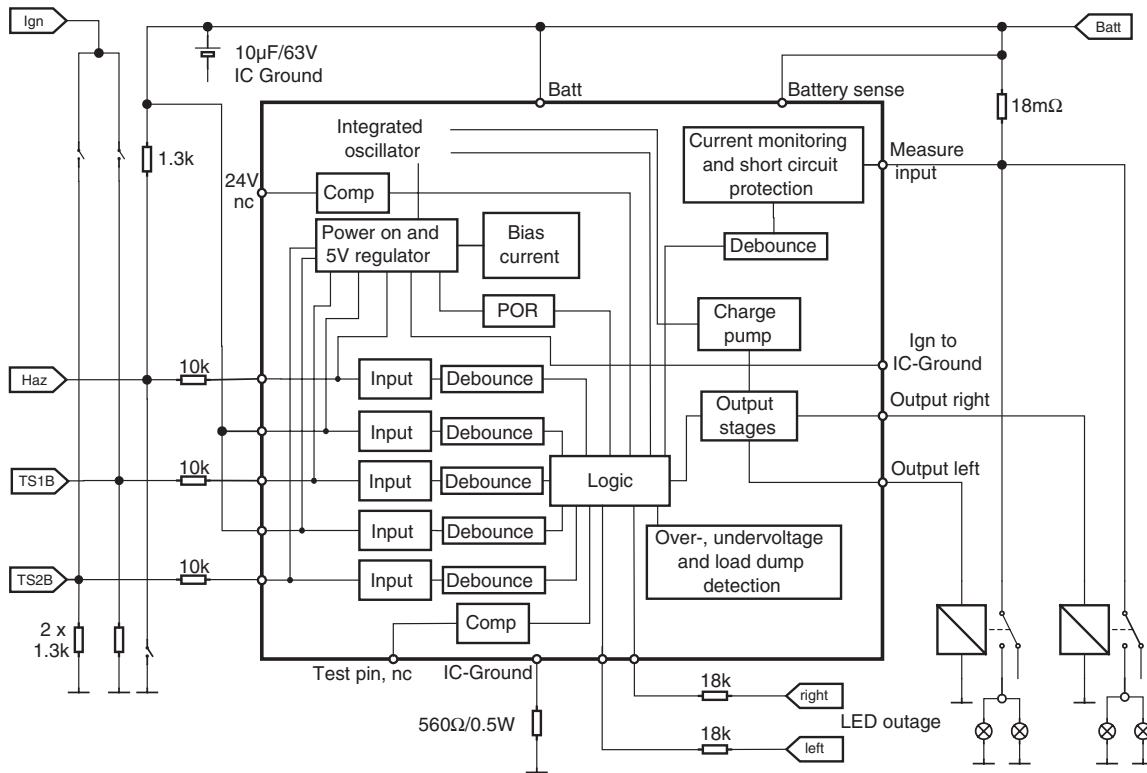 Ign
Batt
10µF/63V
IC Ground
Batt
Battery sense
18mΩ
1.3k
Integrated
oscillator
Current monitoring
and short circuit
protection
Measure
input
24V
nc
Comp
Power on and
5V regulator
Bias
current
Debounce
POR
Charge
pump
Ign to
IC-Ground
Haz
10k
Input
Debounce
Output
stages
Output right
Input
Debounce
TS1B
10k
Input
Debounce
Logic
Output left
Input
Debounce
Over-, undervoltage
and load dump
detection
TS2B
10k
Input
Debounce
2 x
1.3k
Comp
Test pin, nc
IC-Ground
18k
right
560Ω/0.5W
LED outage
18k
left